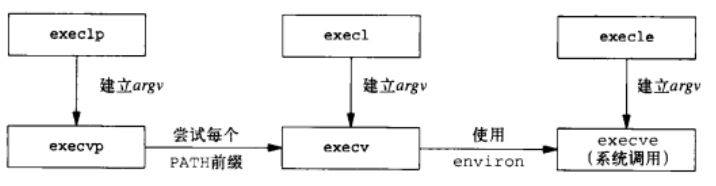 execlp
execl
execle
建立argv
建立argv
建立argv
execvp
尝试每个
PATH前缀
execv
使用
environ
execve
(系统调用)